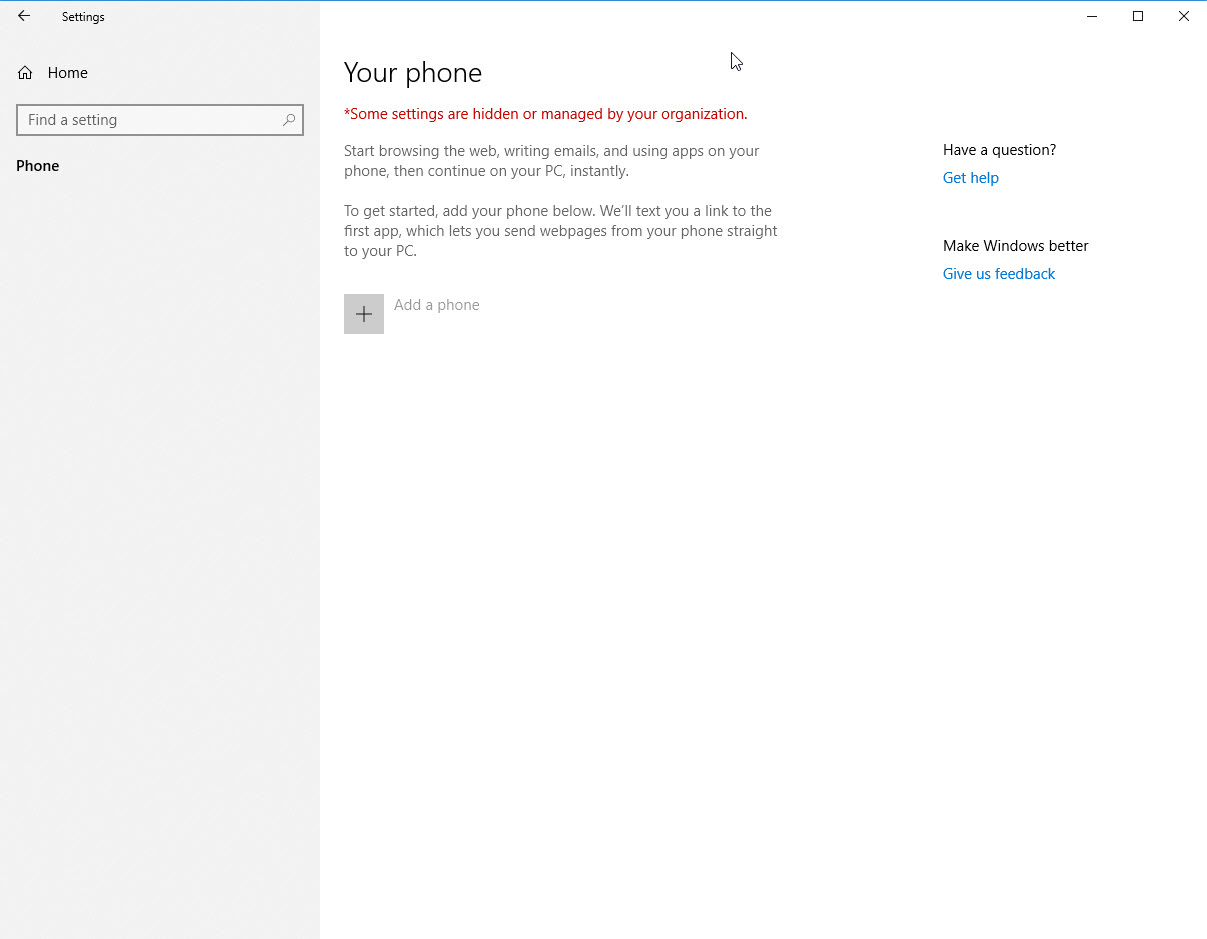 Settings
Home
Find a setting
Phone
Your phone
*Some settings are hidden or managed by your organization.
Start browsing the web, writing emails, and using apps on your
phone, then continue on your PC, instantly.
To get started, add your phone below. We’ll text you a link to the
first app, which lets you send webpages from your phone straight
to your PC.
Add a phone
Have a question?
Get help
Make Windows better
Give us feedback